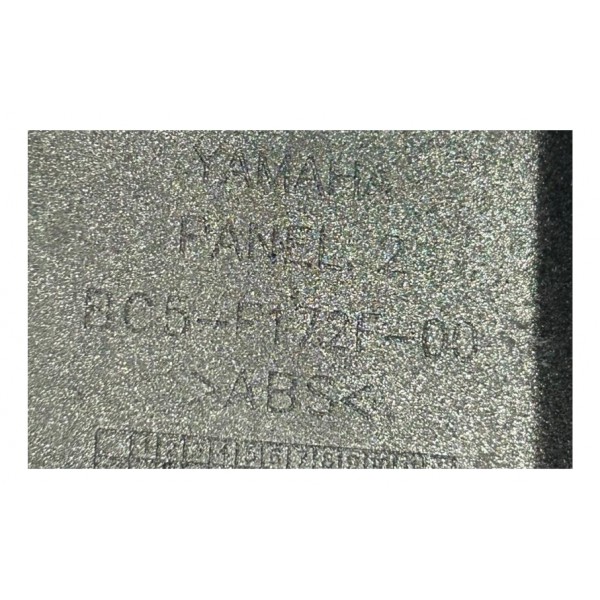 YAMAHA
PANEL, 2
BC5-F172F-00
>ABS<